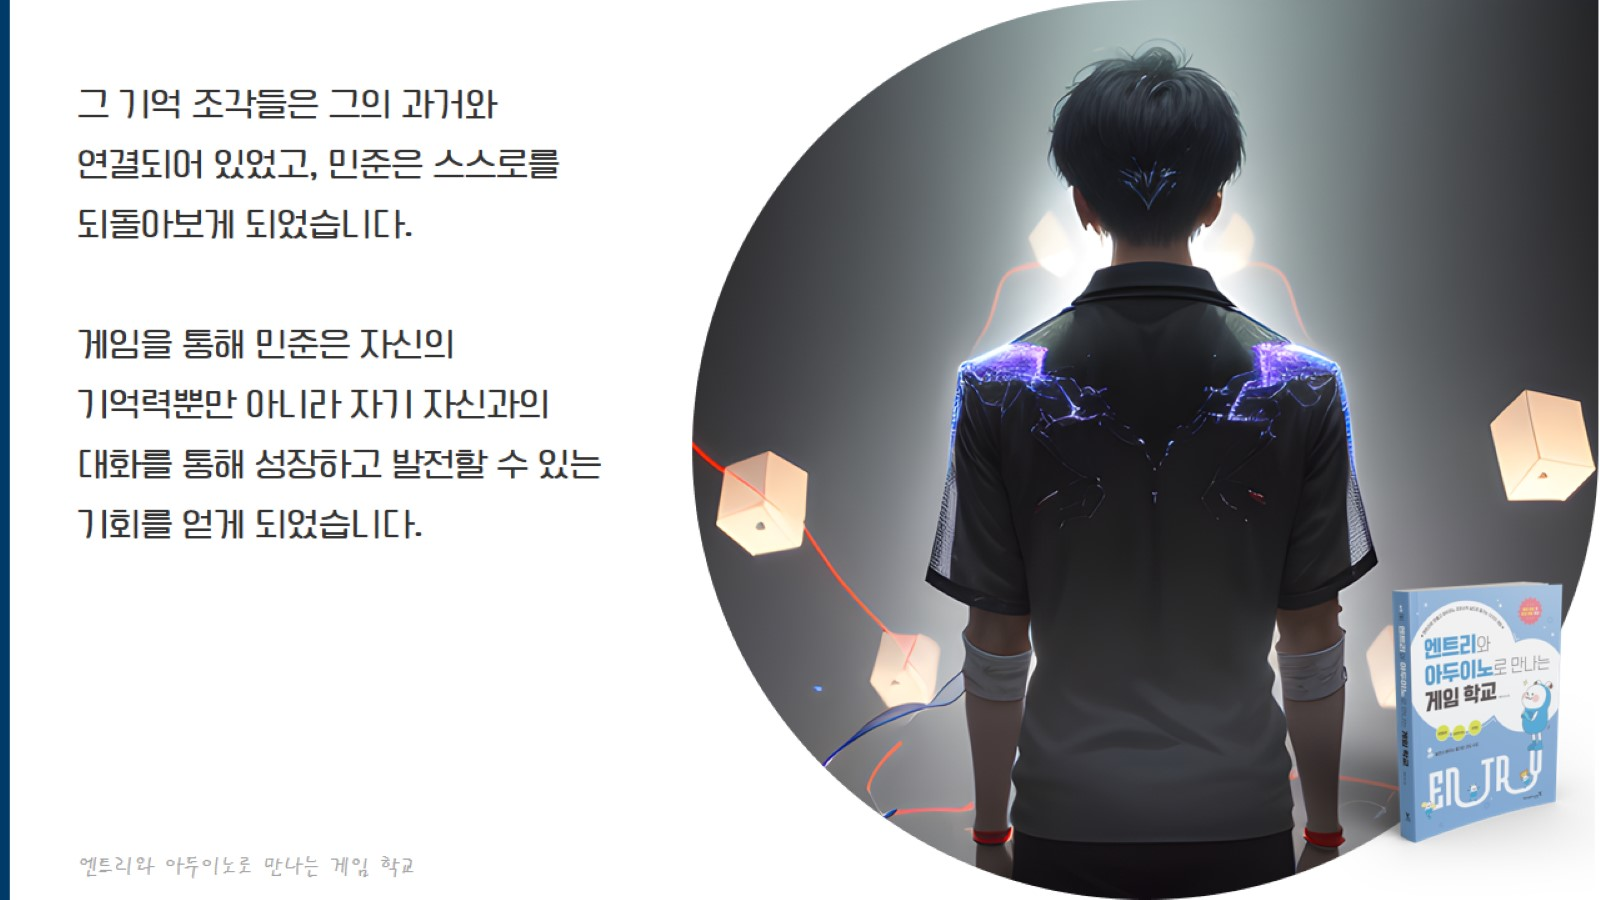 그 기억 조각들은 그의 과거와
연결되어 있었고, 민준은 스스로를
되돌아보게 되었습니다.
게임을 통해 민준은 자신의
기억력뿐만 아니라 자기 자신과의
대화를 통해 성장하고 발전할 수 있는
기회를 얻게 되었습니다.
엔트리와 아두이노로 만나는 게임 학교
엔트리와
아두이노로 만나는
게임 학교
ENTRY